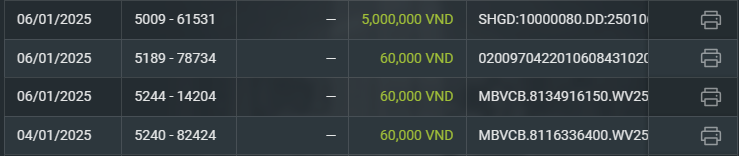 06/01/2025 5009 - 61531 — 5,000,000 VND SHGD:10000080.DD:25010
06/01/2025 5189 - 78734 — 60,000 VND 0200970422010608431020
06/01/2025 5244 - 14204 — 60,000 VND MBVCB.8134916150.WV25
04/01/2025 5240 - 82424 — 60,000 VND MBVCB.8116336400.WV25